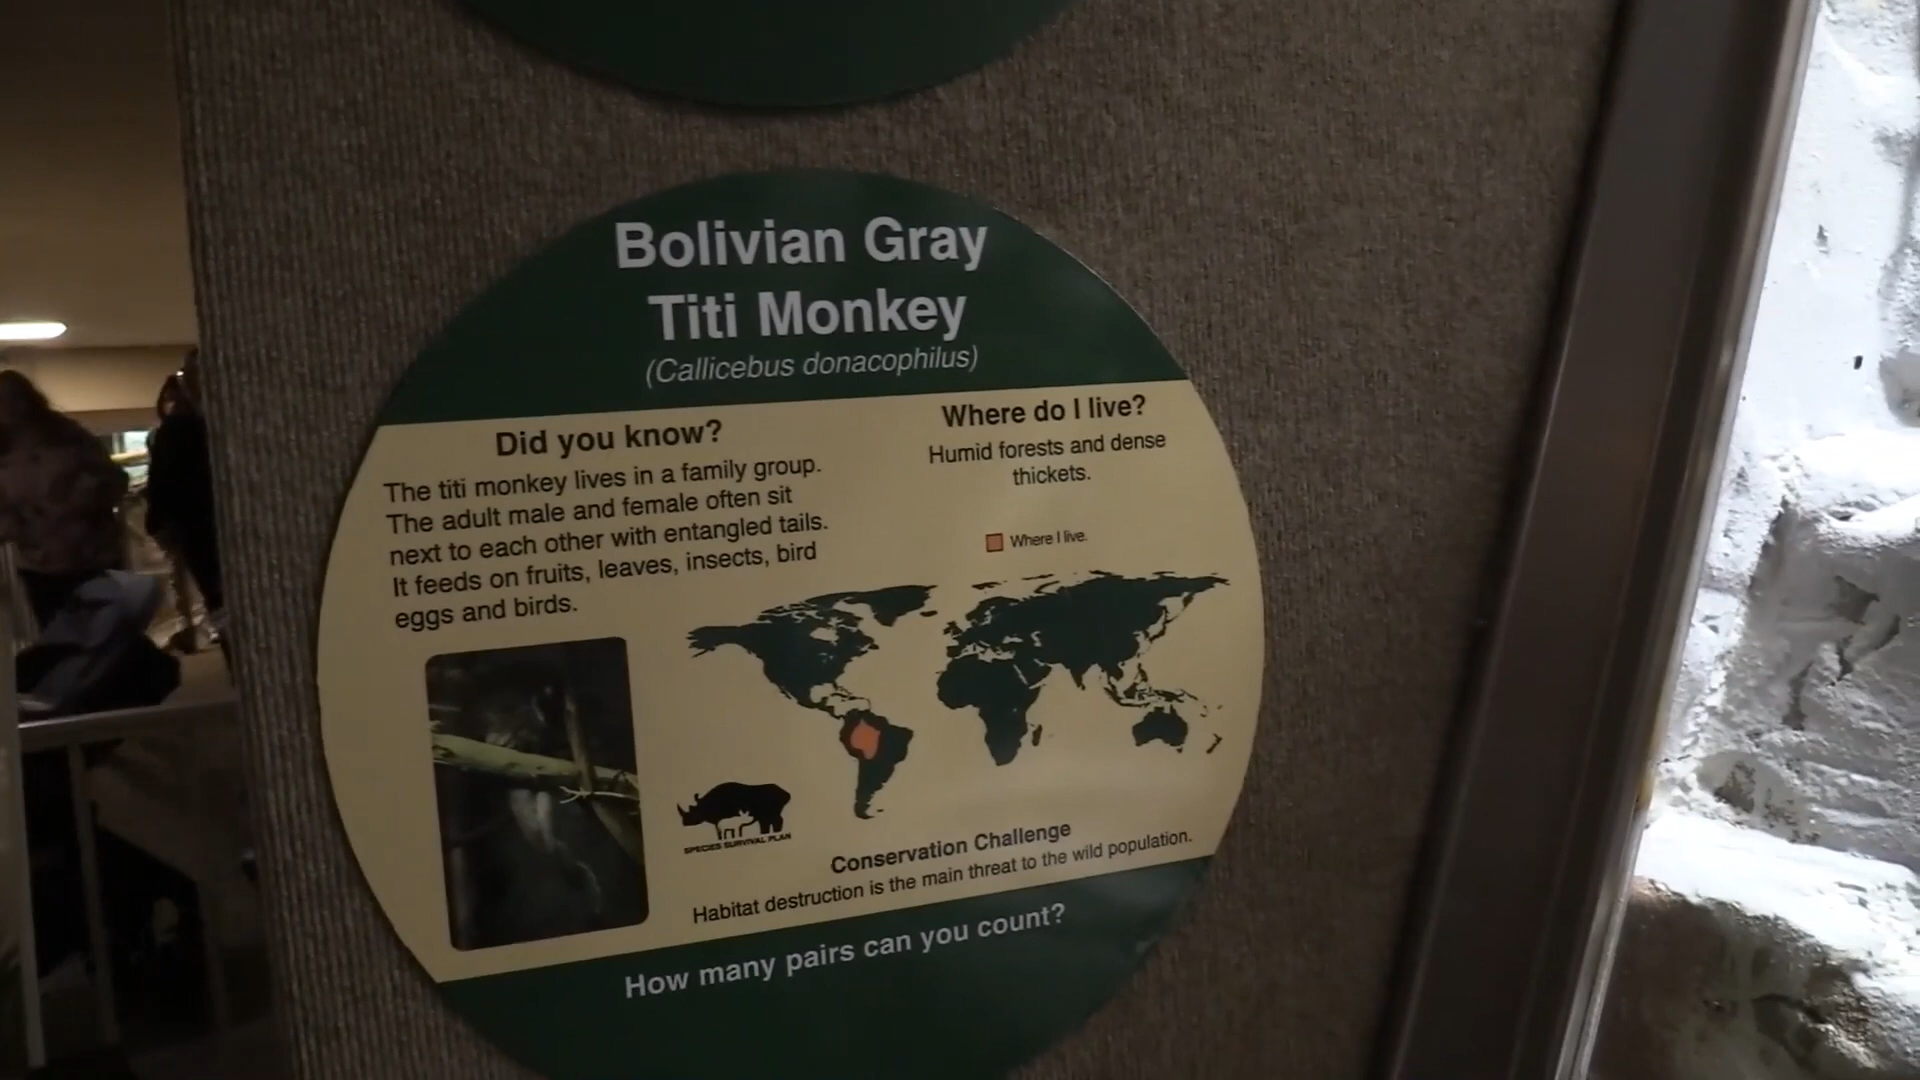 Bolivian Gray
Titi Monkey
(Callicebus donacophilus)
Did you know?
The titi monkey lives in a family group.
The adult male and female often sit
next to each other with entangled tails.
It feeds on fruits, leaves, insects, bird
eggs and birds.
Where do I live?
Humid forests and dense
thickets.
Where I live.
SPECIES SURVIVAL PLAN
Conservation Challenge
Habitat destruction is the main threat to the wild population.
How many pairs can you count?